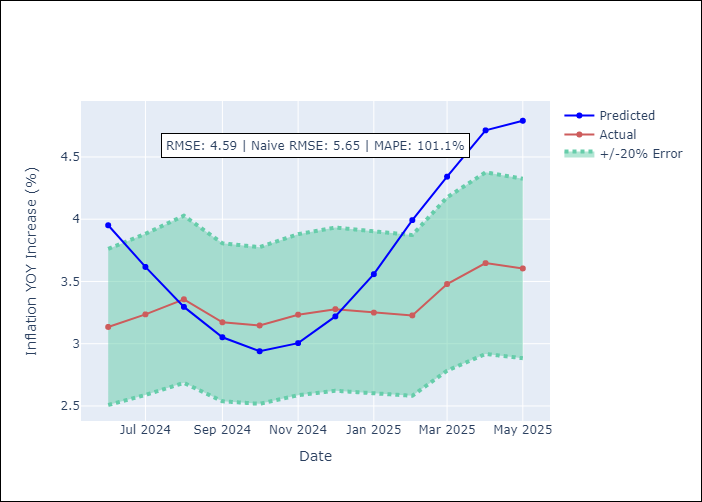 RMSE: 4.59 | Naive RMSE: 5.65 | MAPE: 101.1%
Predicted
Actual
+/-20% Error
Inflation YOY Increase (%)
4.5
4
3.5
3
2.5
Jul 2024
Sep 2024
Nov 2024
Jan 2025
Mar 2025
May 2025
Date